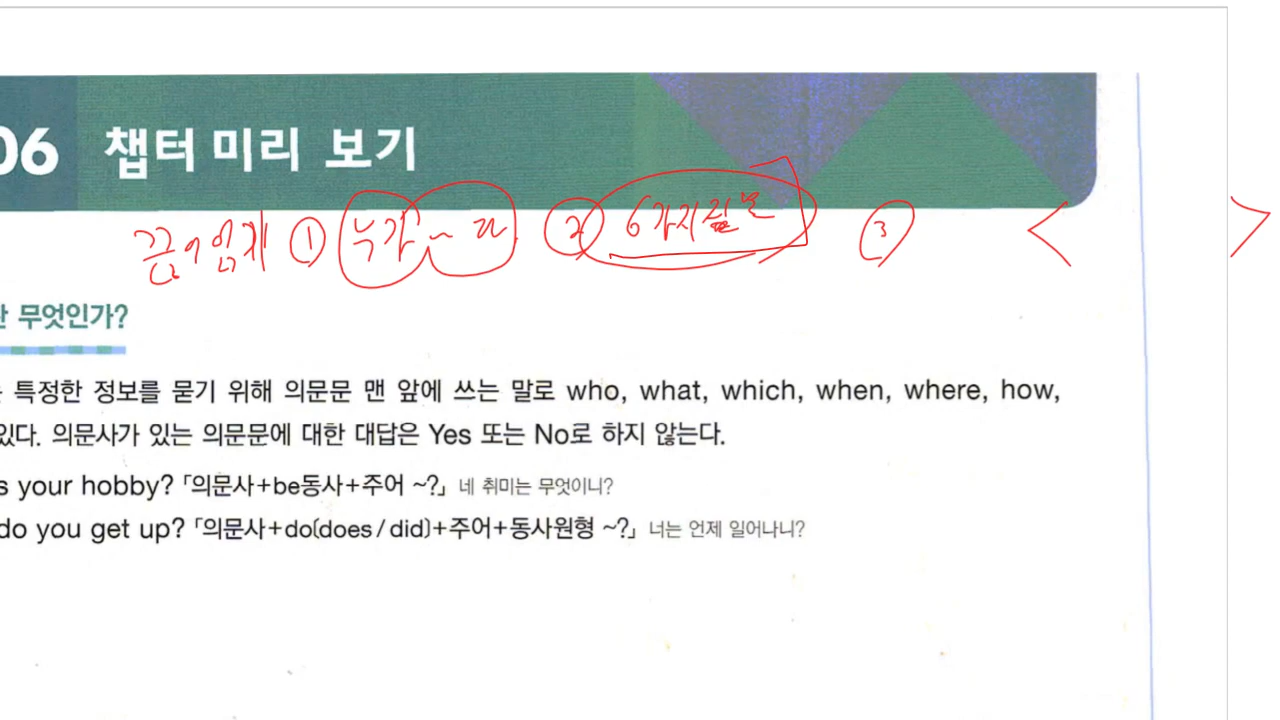 06 챕터 미리 보기
끊어읽기 ① 누가 ~ 다 ② 6가지질문 ③ < >
무엇인가?
특정한 정보를 묻기 위해 의문문 맨 앞에 쓰는 말로 who, what, which, when, where, how,
있다. 의문사가 있는 의문문에 대한 대답은 Yes 또는 No로 하지 않는다.
s your hobby? 「의문사+be동사+주어 ~?」 네 취미는 무엇이니?
do you get up? 「의문사+do(does/did)+주어+동사원형 ~?」 너는 언제 일어나니?